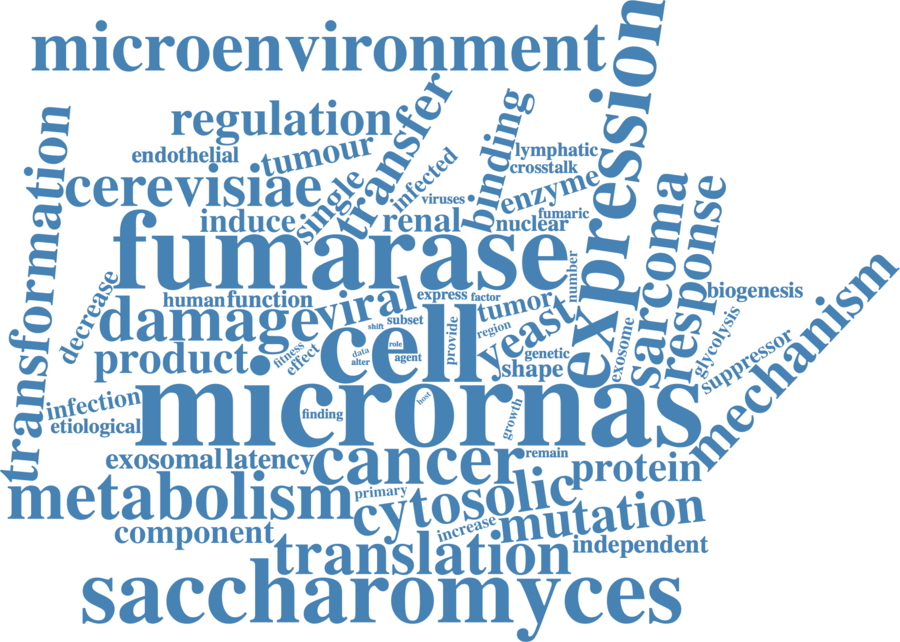 microenvironment
expression
regulation
transfer
binding
transformation
endothelial
tumour
infected
lymphatic
crosstalk
cerevisiae
single
viruses
enzyme
fumaric
induce
renal
nuclear
sarcoma
response
fumarase
number
decrease
human
function
viral
express
factor
tumor
biogenesis
mechanism
damage
cell
shift
subset
region
yeast
exosome
glycolysis
product
fitness
effect
data
alter
role
agent
provide
genetic
shape
suppressor
infection
etiological
micrornas
finding
host
growth
exosomal
latency
cancer
remain
protein
metabolism
primary
cytosolic
component
increase
mutation
translation
independent
saccharomyces